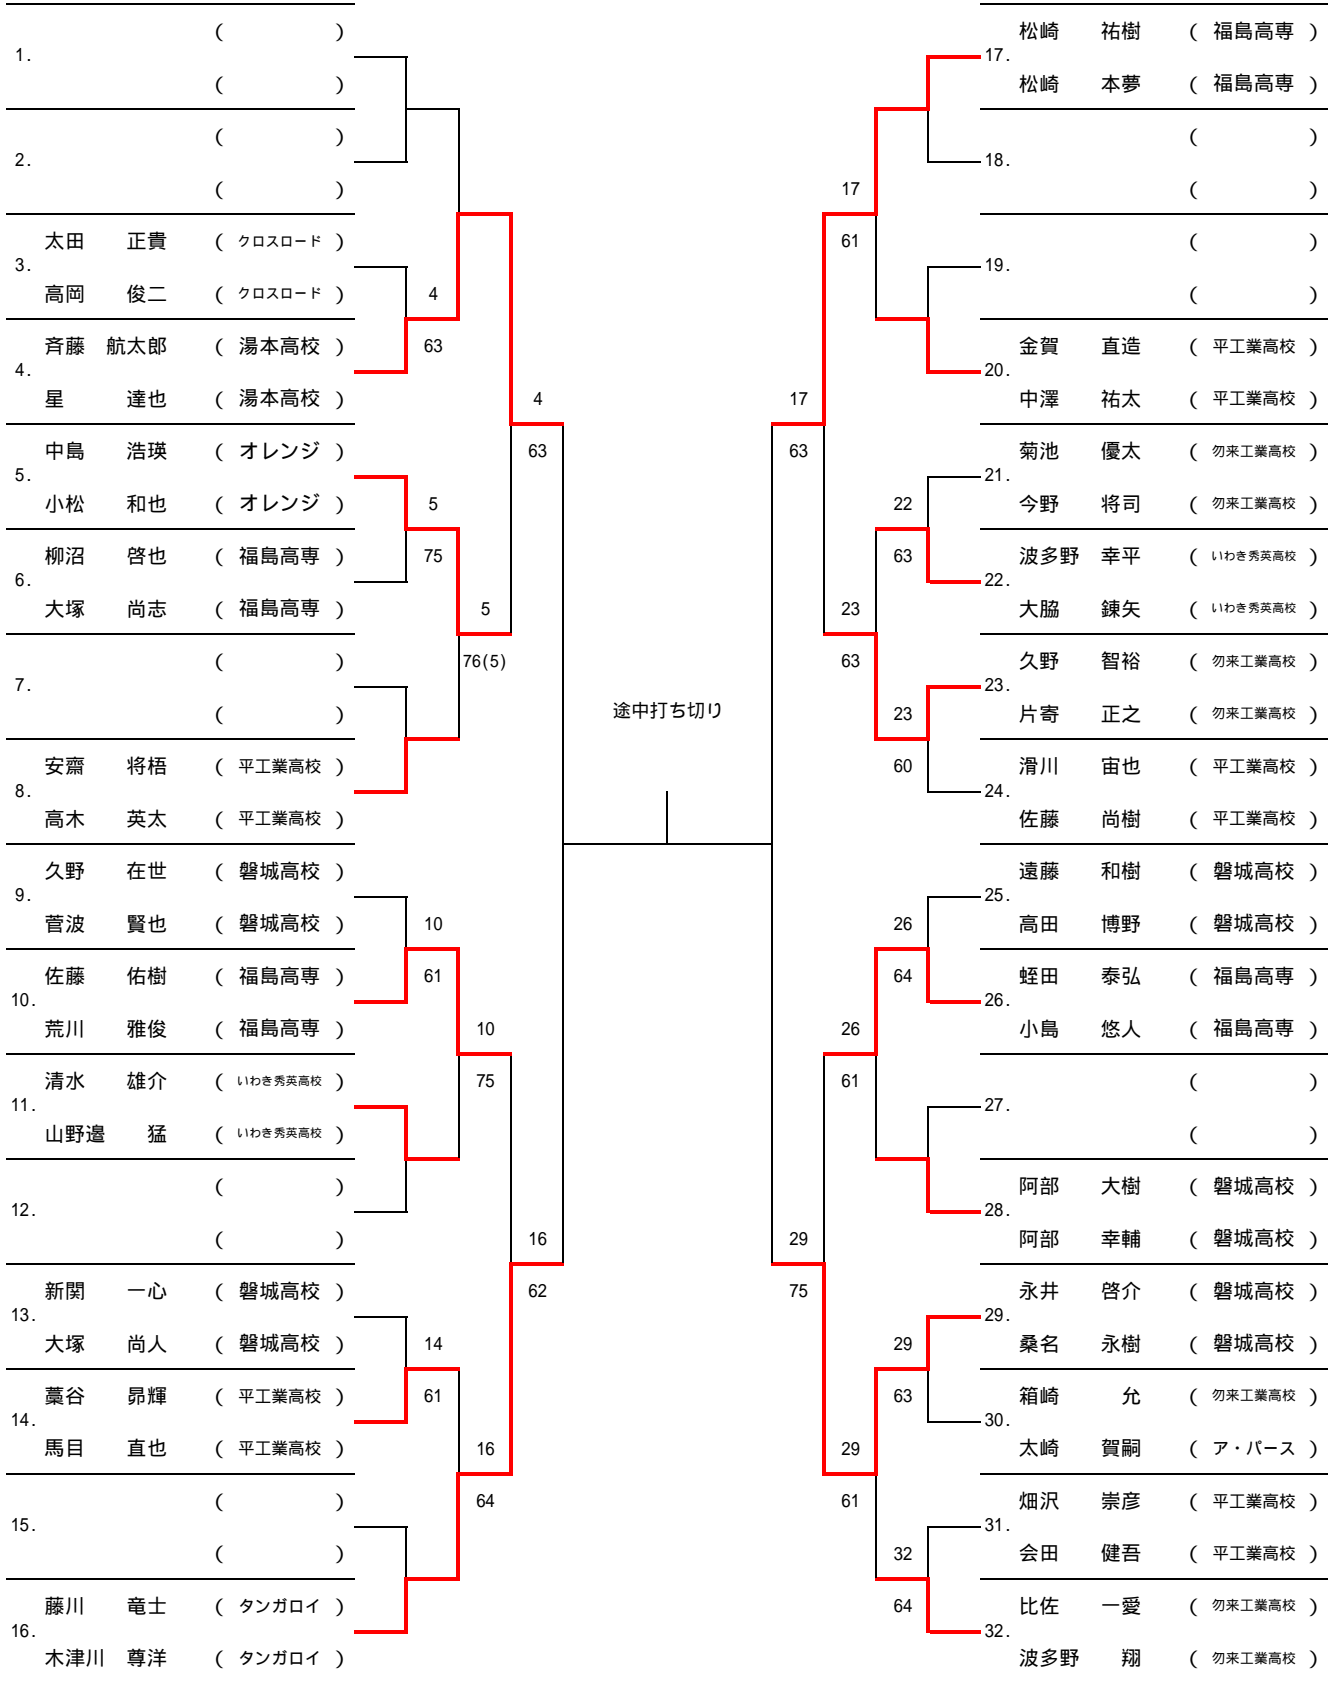 1. ( )
( )
2. ( )
( )
3. 太田 正貴 ( クロスロード )
高岡 俊二 ( クロスロード )
4. 斉藤 航太郎 ( 湯本高校 )
星 達也 ( 湯本高校 )
5. 中島 浩瑛 ( オレンジ )
小松 和也 ( オレンジ )
6. 柳沼 啓也 ( 福島高専 )
大塚 尚志 ( 福島高専 )
7. ( )
( )
8. 安齋 将梧 ( 平工業高校 )
高木 英太 ( 平工業高校 )
9. 久野 在世 ( 磐城高校 )
菅波 賢也 ( 磐城高校 )
10. 佐藤 佑樹 ( 福島高専 )
荒川 雅俊 ( 福島高専 )
11. 清水 雄介 ( いわき秀英高校 )
山野邉 猛 ( いわき秀英高校 )
12. ( )
( )
13. 新関 一心 ( 磐城高校 )
大塚 尚人 ( 磐城高校 )
14. 藁谷 昴輝 ( 平工業高校 )
馬目 直也 ( 平工業高校 )
15. ( )
( )
16. 藤川 竜士 ( タンガロイ )
木津川 尊洋 ( タンガロイ )
4
63
5
75
10
61
14
61
5
76(5)
10
75
16
64
4
63
16
62
途中打ち切り
17
63
29
75
17
61
23
63
26
61
29
61
22
63
23
60
26
64
29
63
32
64
17. 松崎 祐樹 ( 福島高専 )
松崎 本夢 ( 福島高専 )
18. ( )
( )
19. ( )
( )
20. 金賀 直造 ( 平工業高校 )
中澤 祐太 ( 平工業高校 )
21. 菊池 優太 ( 勿来工業高校 )
今野 将司 ( 勿来工業高校 )
22. 波多野 幸平 ( いわき秀英高校 )
大脇 錬矢 ( いわき秀英高校 )
23. 久野 智裕 ( 勿来工業高校 )
片寄 正之 ( 勿来工業高校 )
24. 滑川 宙也 ( 平工業高校 )
佐藤 尚樹 ( 平工業高校 )
25. 遠藤 和樹 ( 磐城高校 )
高田 博野 ( 磐城高校 )
26. 蛭田 泰弘 ( 福島高専 )
小島 悠人 ( 福島高専 )
27. ( )
( )
28. 阿部 大樹 ( 磐城高校 )
阿部 幸輔 ( 磐城高校 )
29. 永井 啓介 ( 磐城高校 )
桑名 永樹 ( 磐城高校 )
30. 箱崎 允 ( 勿来工業高校 )
太崎 賀嗣 ( ア・パース )
31. 畑沢 崇彦 ( 平工業高校 )
会田 健吾 ( 平工業高校 )
32. 比佐 一愛 ( 勿来工業高校 )
波多野 翔 ( 勿来工業高校 )